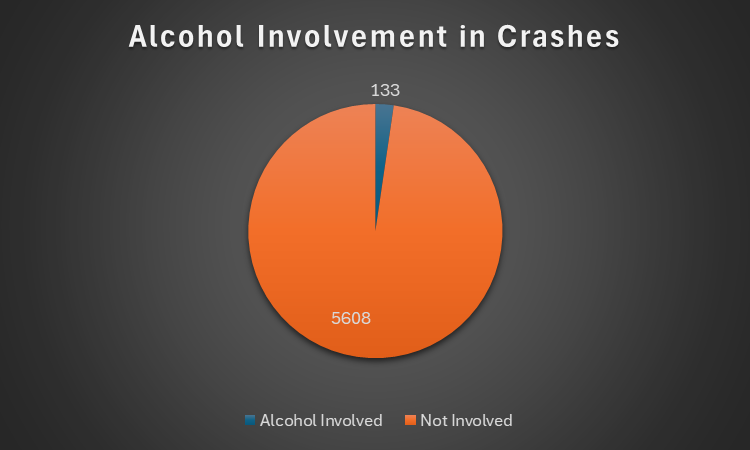 Alcohol Involvement in Crashes
133
5608
Alcohol Involved
Not Involved